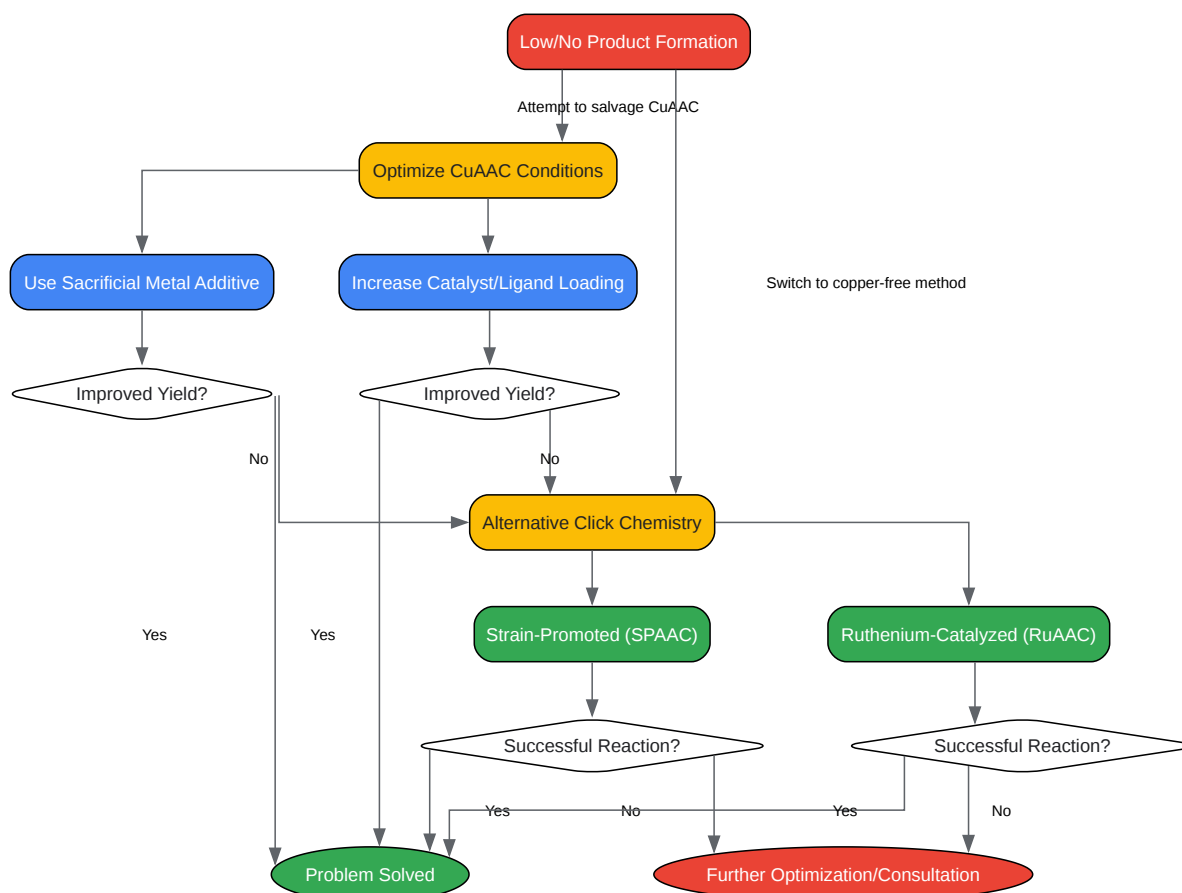 Low/No Product Formation
Attempt to salvage CuAAC
Optimize CuAAC Conditions
Use Sacrificial Metal Additive
Increase Catalyst/Ligand Loading
Switch to copper-free method
Improved Yield?
Improved Yield?
No
No
Alternative Click Chemistry
Yes
Yes
Strain-Promoted (SPAAC)
Ruthenium-Catalyzed (RuAAC)
Successful Reaction?
Successful Reaction?
Yes
No
Yes
No
Problem Solved
Further Optimization/Consultation